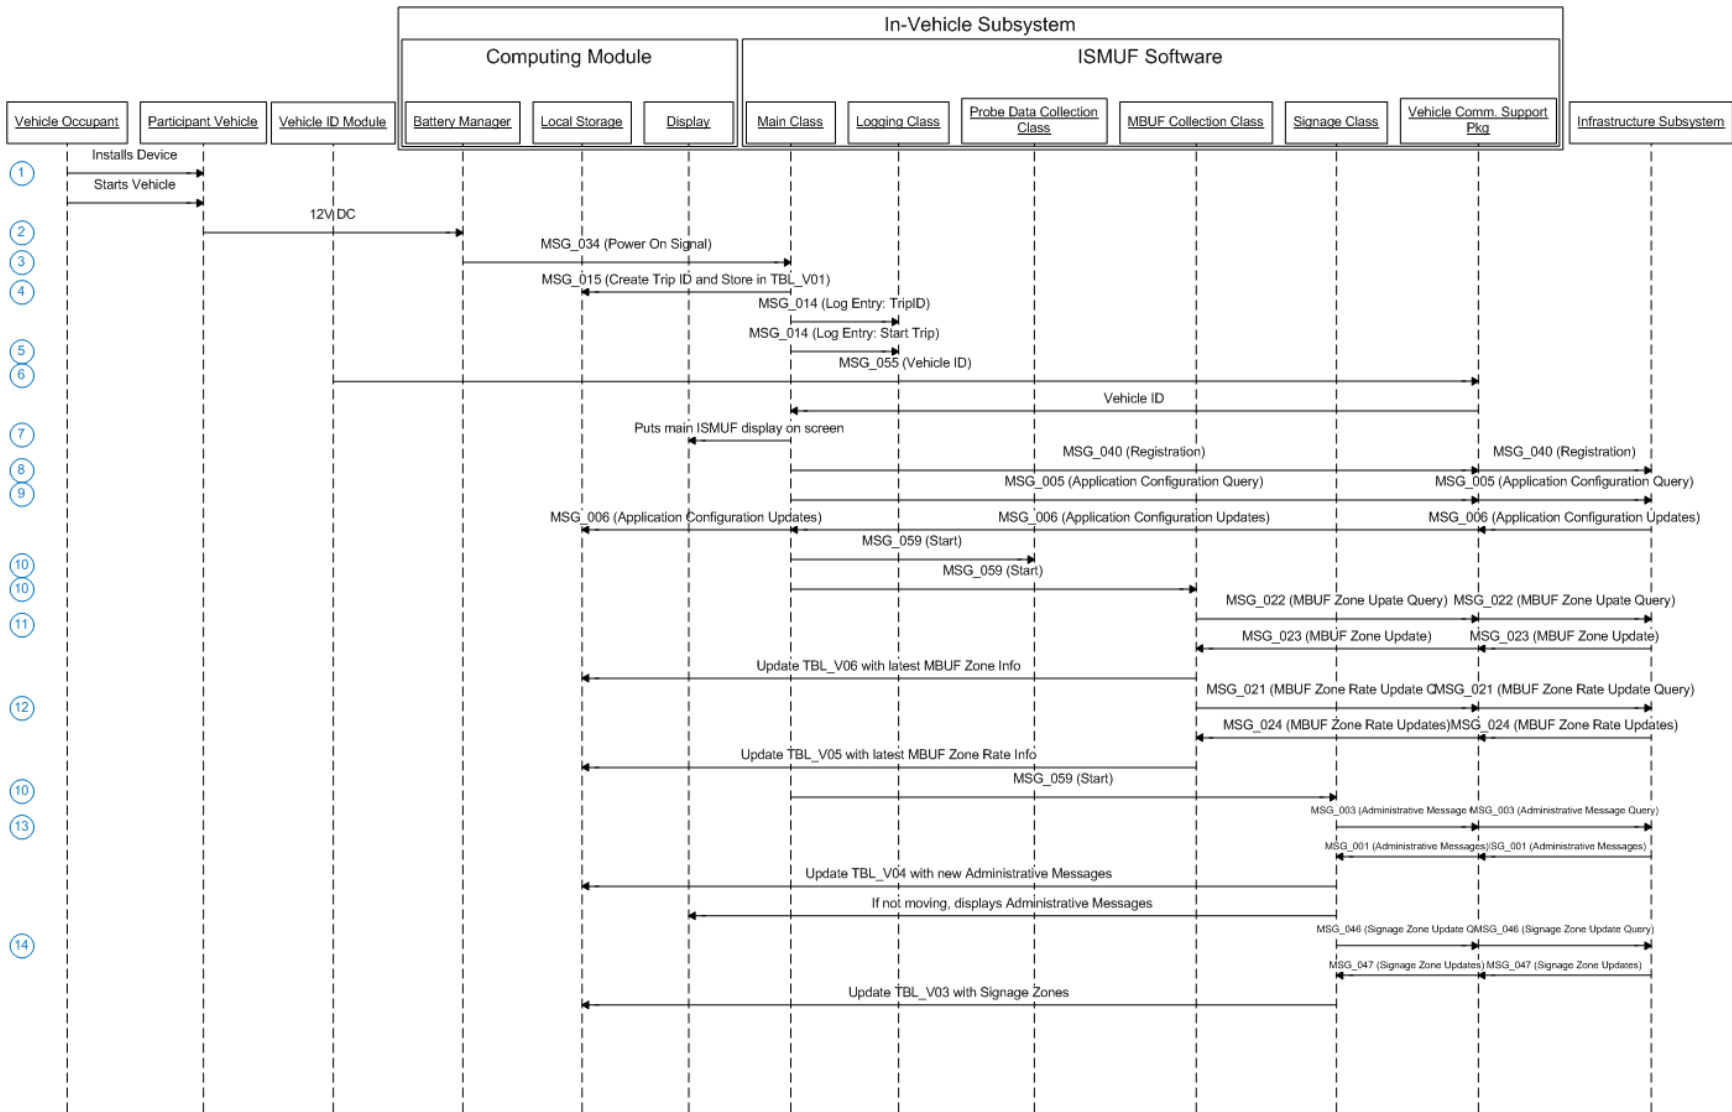 In-Vehicle Subsystem
Computing Module
ISMUF Software
Vehicle Occupant
Participant Vehicle
Vehicle ID Module
Battery Manager
Local Storage
Display
Main Class
Logging Class
Probe Data Collection
Class
MBUF Collection Class
Signage Class
Vehicle Comm. Support
Pkg
Infrastructure Subsystem
Installs Device
1
Starts Vehicle
12V DC
2
MSG_034 (Power On Signal)
3
MSG_015 (Create Trip ID and Store in TBL_V01)
4
MSG_014 (Log Entry: TripID)
MSG_014 (Log Entry: Start Trip)
5
MSG_055 (Vehicle ID)
6
Vehicle ID
Puts main ISMUF display on screen
7
MSG_040 (Registration)
MSG_040 (Registration)
8
MSG_005 (Application Configuration Query)
MSG_005 (Application Configuration Query)
9
MSG_006 (Application Configuration Updates)
MSG_006 (Application Configuration Updates)
MSG_006 (Application Configuration Updates)
MSG_059 (Start)
10
MSG_059 (Start)
10
MSG_022 (MBUF Zone Upate Query)
MSG_022 (MBUF Zone Upate Query)
11
MSG_023 (MBUF Zone Update)
MSG_023 (MBUF Zone Update)
Update TBL_V06 with latest MBUF Zone Info
MSG_021 (MBUF Zone Rate Update
MSG_021 (MBUF Zone Rate Update Query)
12
MSG_024 (MBUF Zone Rate Updates)
MSG_024 (MBUF Zone Rate Updates)
Update TBL_V05 with latest MBUF Zone Rate Info
MSG_059 (Start)
10
MSG_003 (Administrative Message
MSG_003 (Administrative Message Query)
13
MSG_001 (Administrative Messages)
SG_001 (Administrative Messages)
Update TBL_V04 with new Administrative Messages
If not moving, displays Administrative Messages
MSG_046 (Signage Zone Update
MSG_046 (Signage Zone Update Query)
14
MSG_047 (Signage Zone Updates)
MSG_047 (Signage Zone Updates)
Update TBL_V03 with Signage Zones